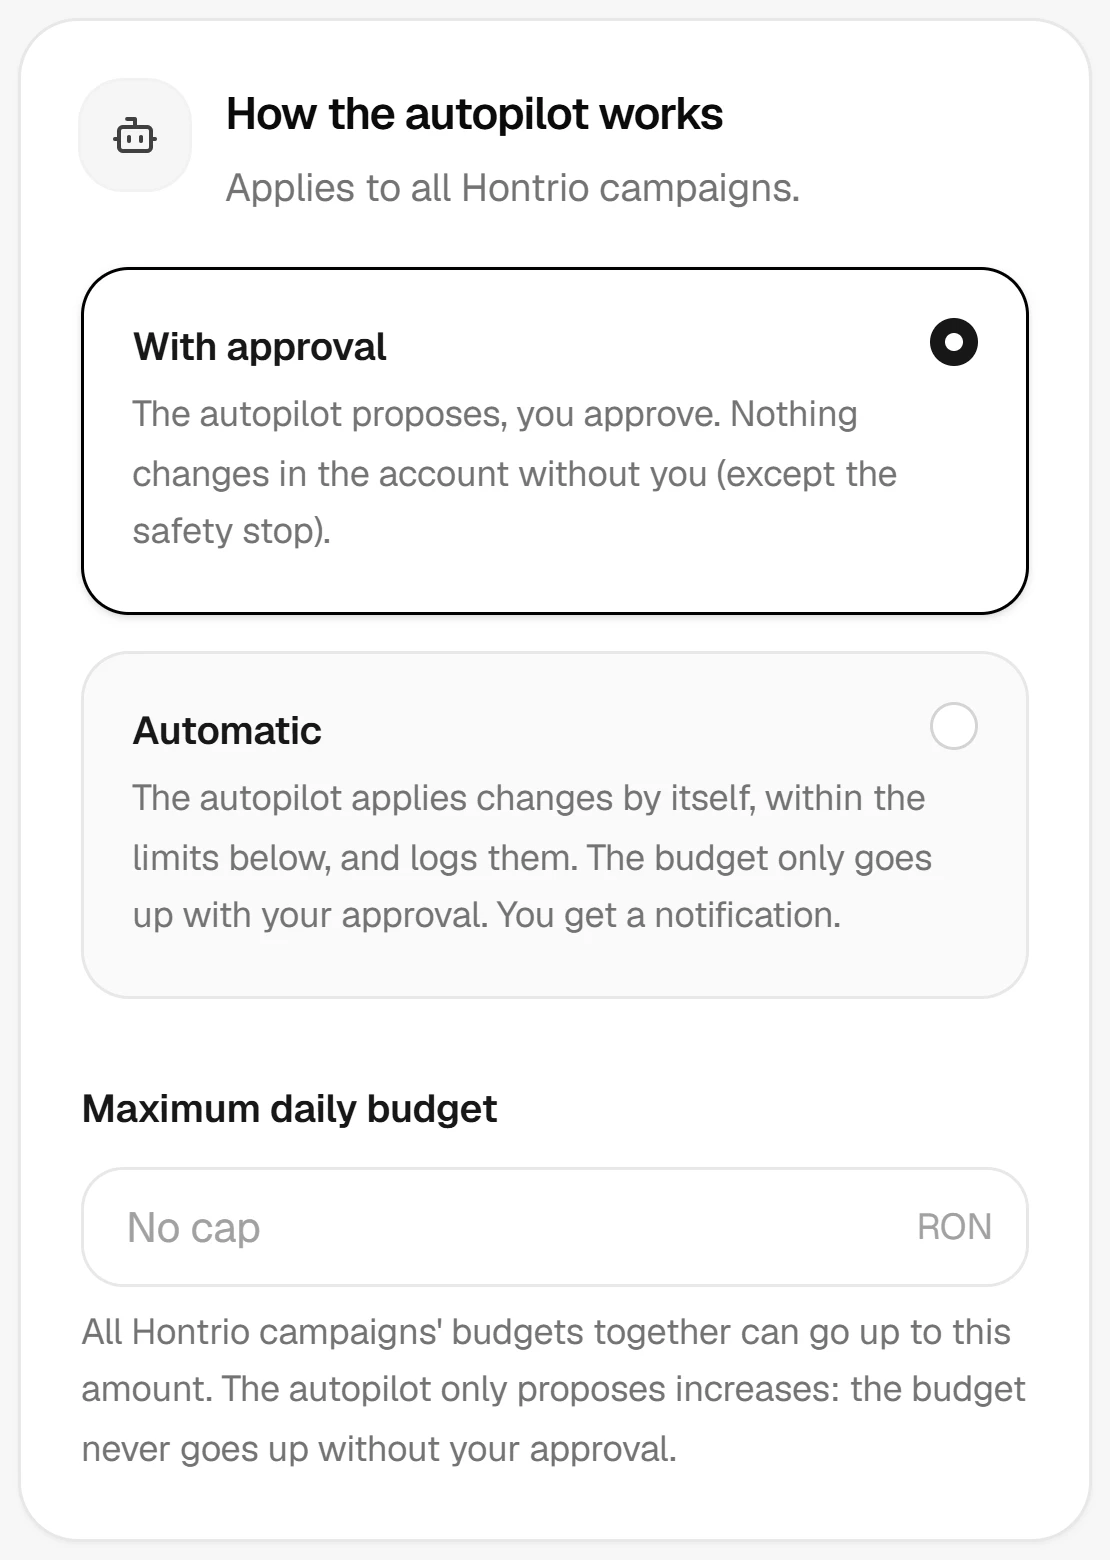 How the autopilot works
Applies to all Hontrio campaigns.
With approval
The autopilot proposes, you approve. Nothing
changes in the account without you (except the
safety stop).
Automatic
The autopilot applies changes by itself, within the
limits below, and logs them. The budget only goes
up with your approval. You get a notification.
Maximum daily budget
No cap RON
All Hontrio campaigns' budgets together can go up to this
amount. The autopilot only proposes increases: the budget
never goes up without your approval.